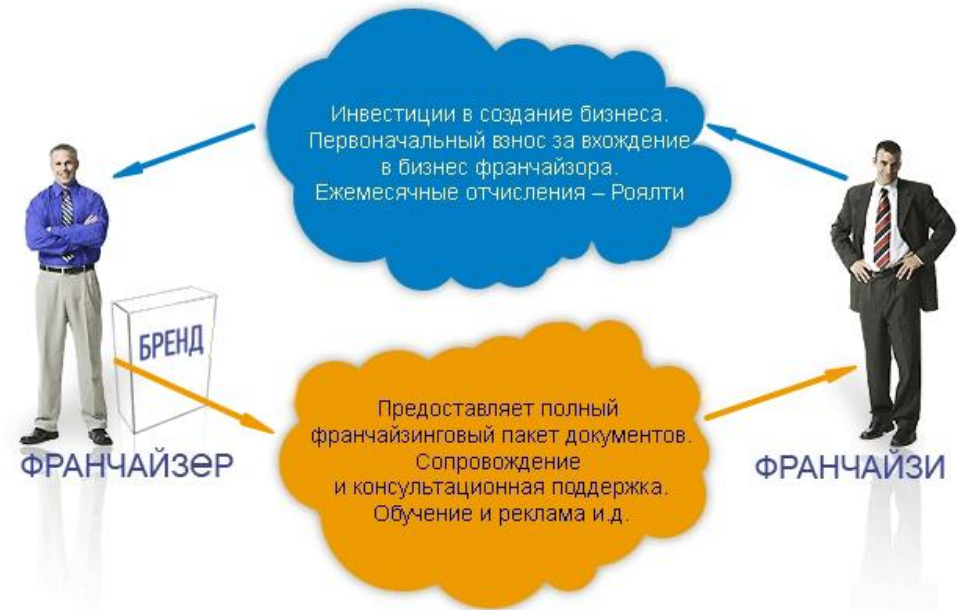 Инвестиции в создание бизнеса.
Первоначальный взнос за вхождение
в бизнес франчайзора.
Ежемесячные отчисления – Роялти
БРЕНД
Предоставляет полный
франчайзинговый пакет документов.
Сопровождение
и консультационная поддержка.
Обучение и реклама и.д.
ФРАНЧАЙЗеР
ФРАНЧАЙЗИ